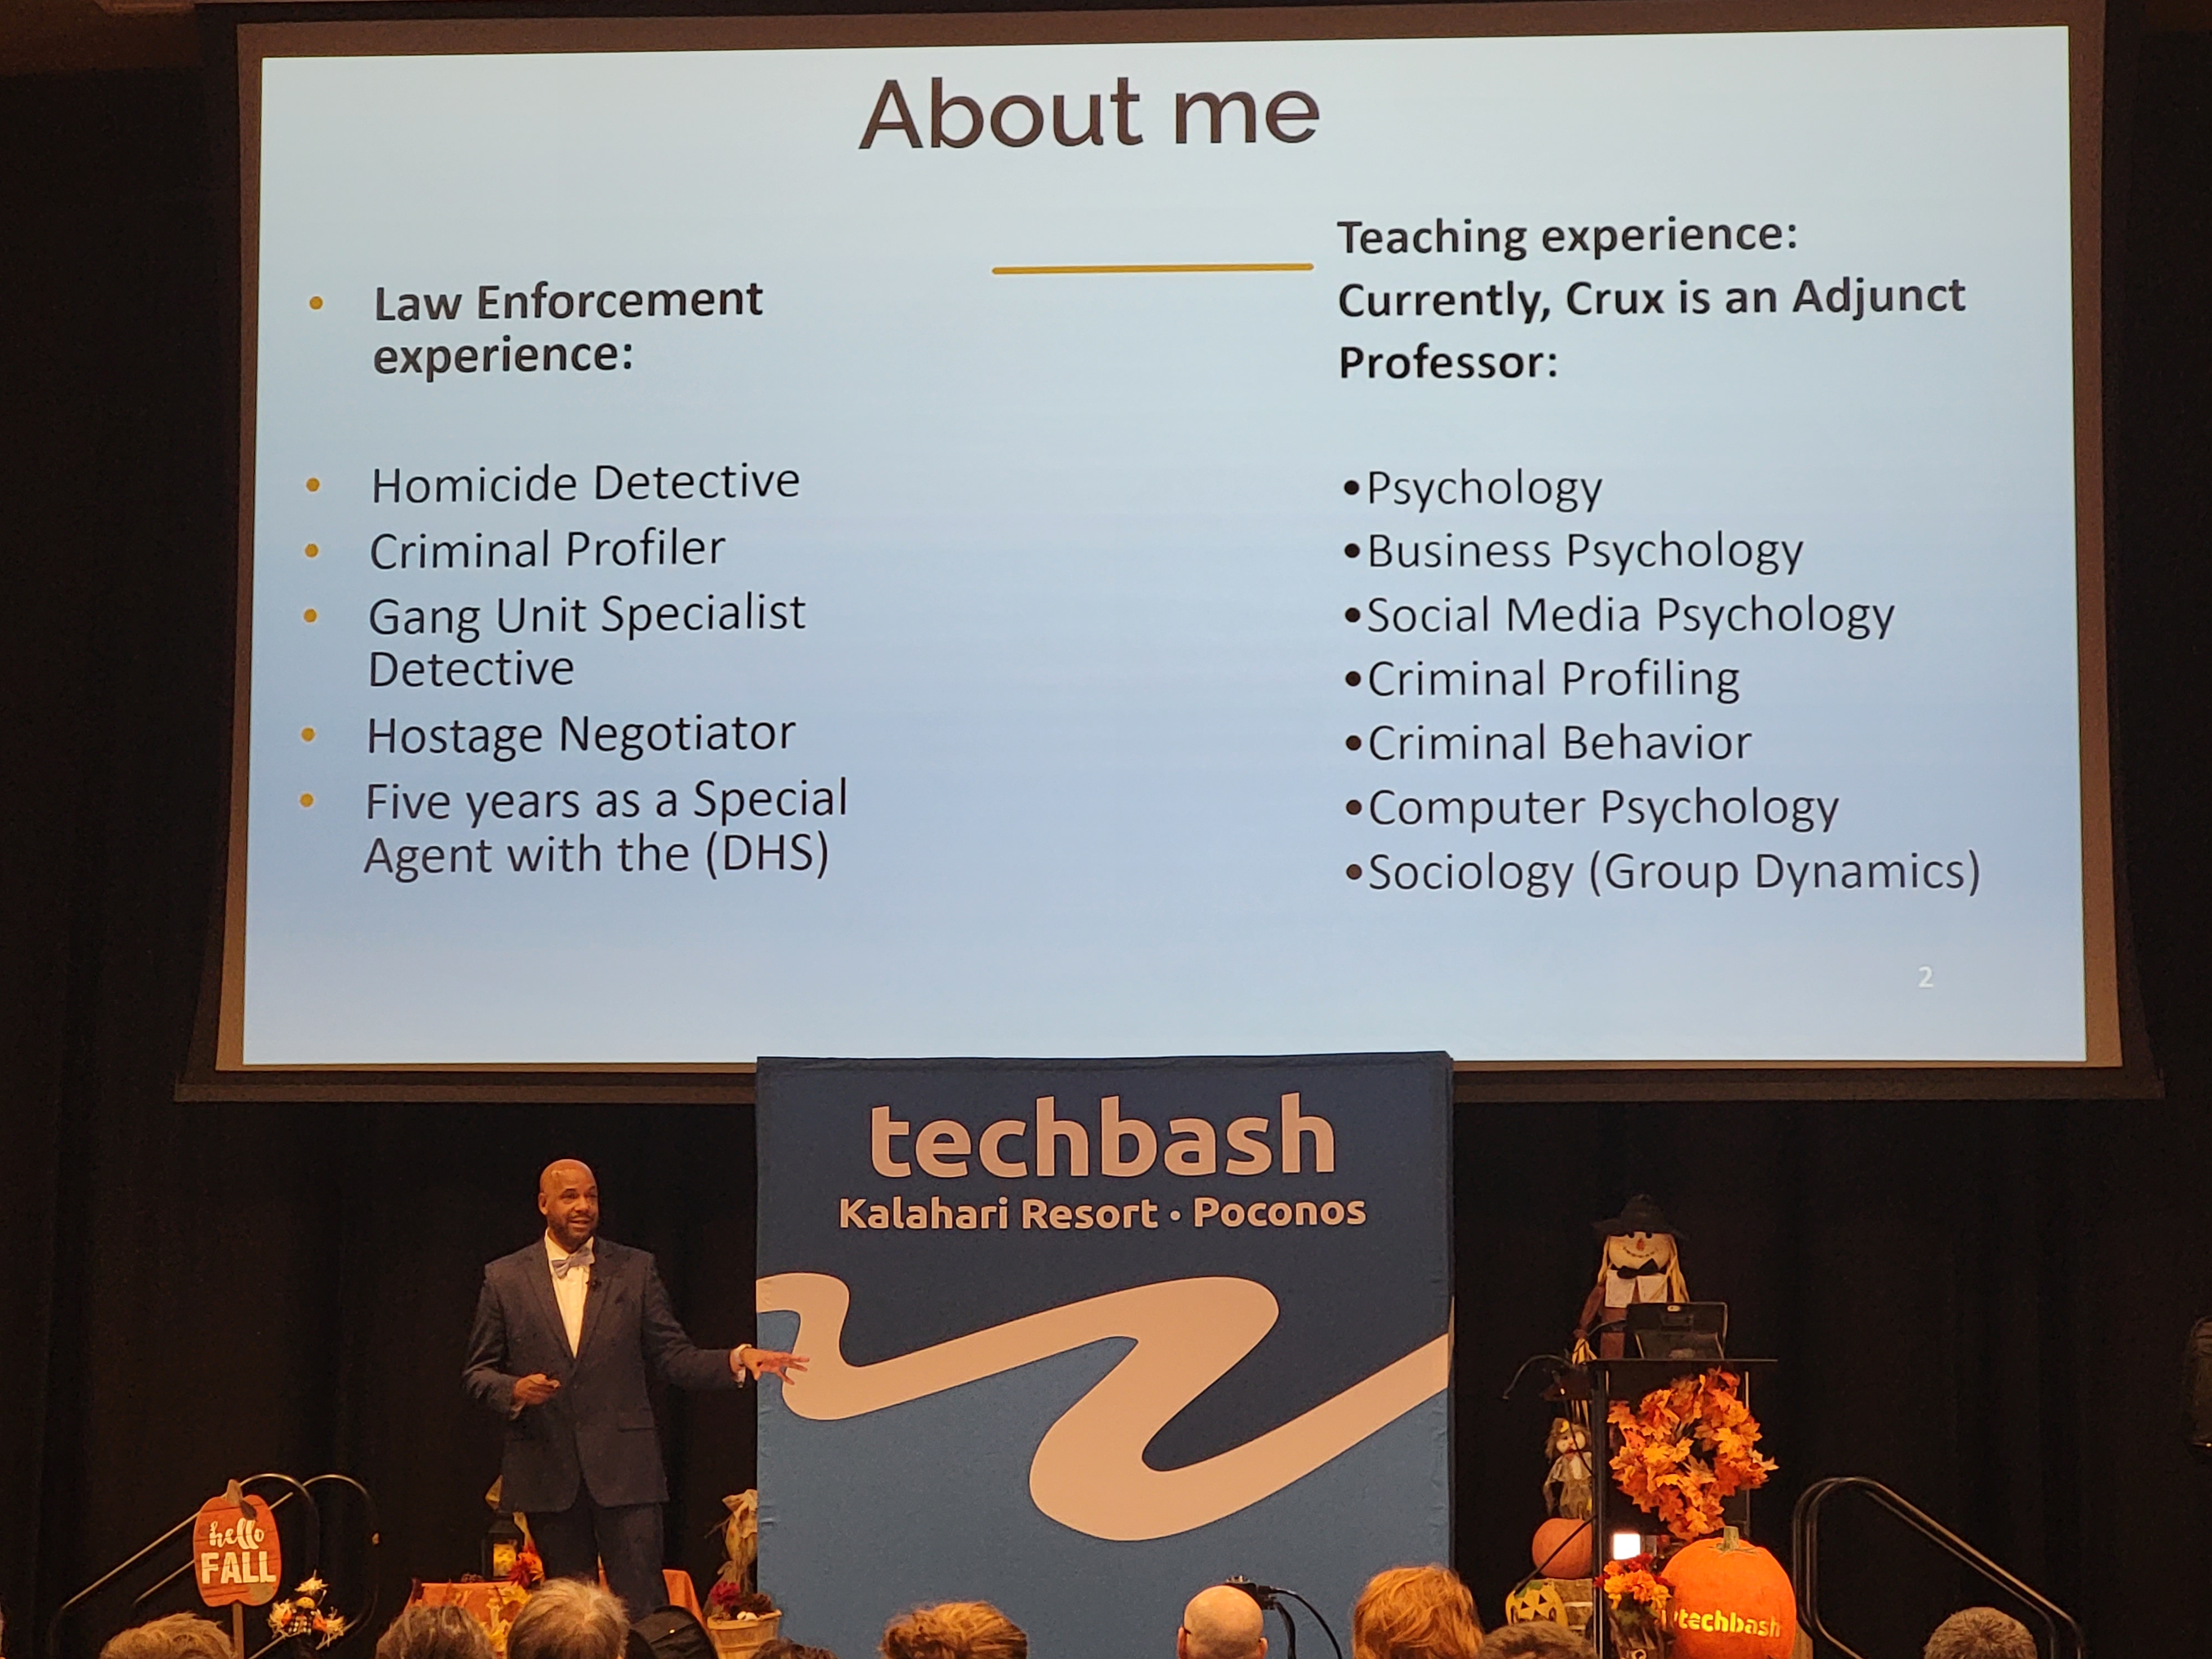 About me
Law Enforcement
experience:
Homicide Detective
Criminal Profiler
Gang Unit Specialist
Detective
Hostage Negotiator
Five years as a Special
Agent with the (DHS)
Teaching experience:
Currently, Crux is an Adjunct
Professor:
•Psychology
•Business Psychology
•Social Media Psychology
•Criminal Profiling
•Criminal Behavior
•Computer Psychology
•Sociology (Group Dynamics)
2
techbash
Kalahari Resort • Poconos
hello
FALL
techbash